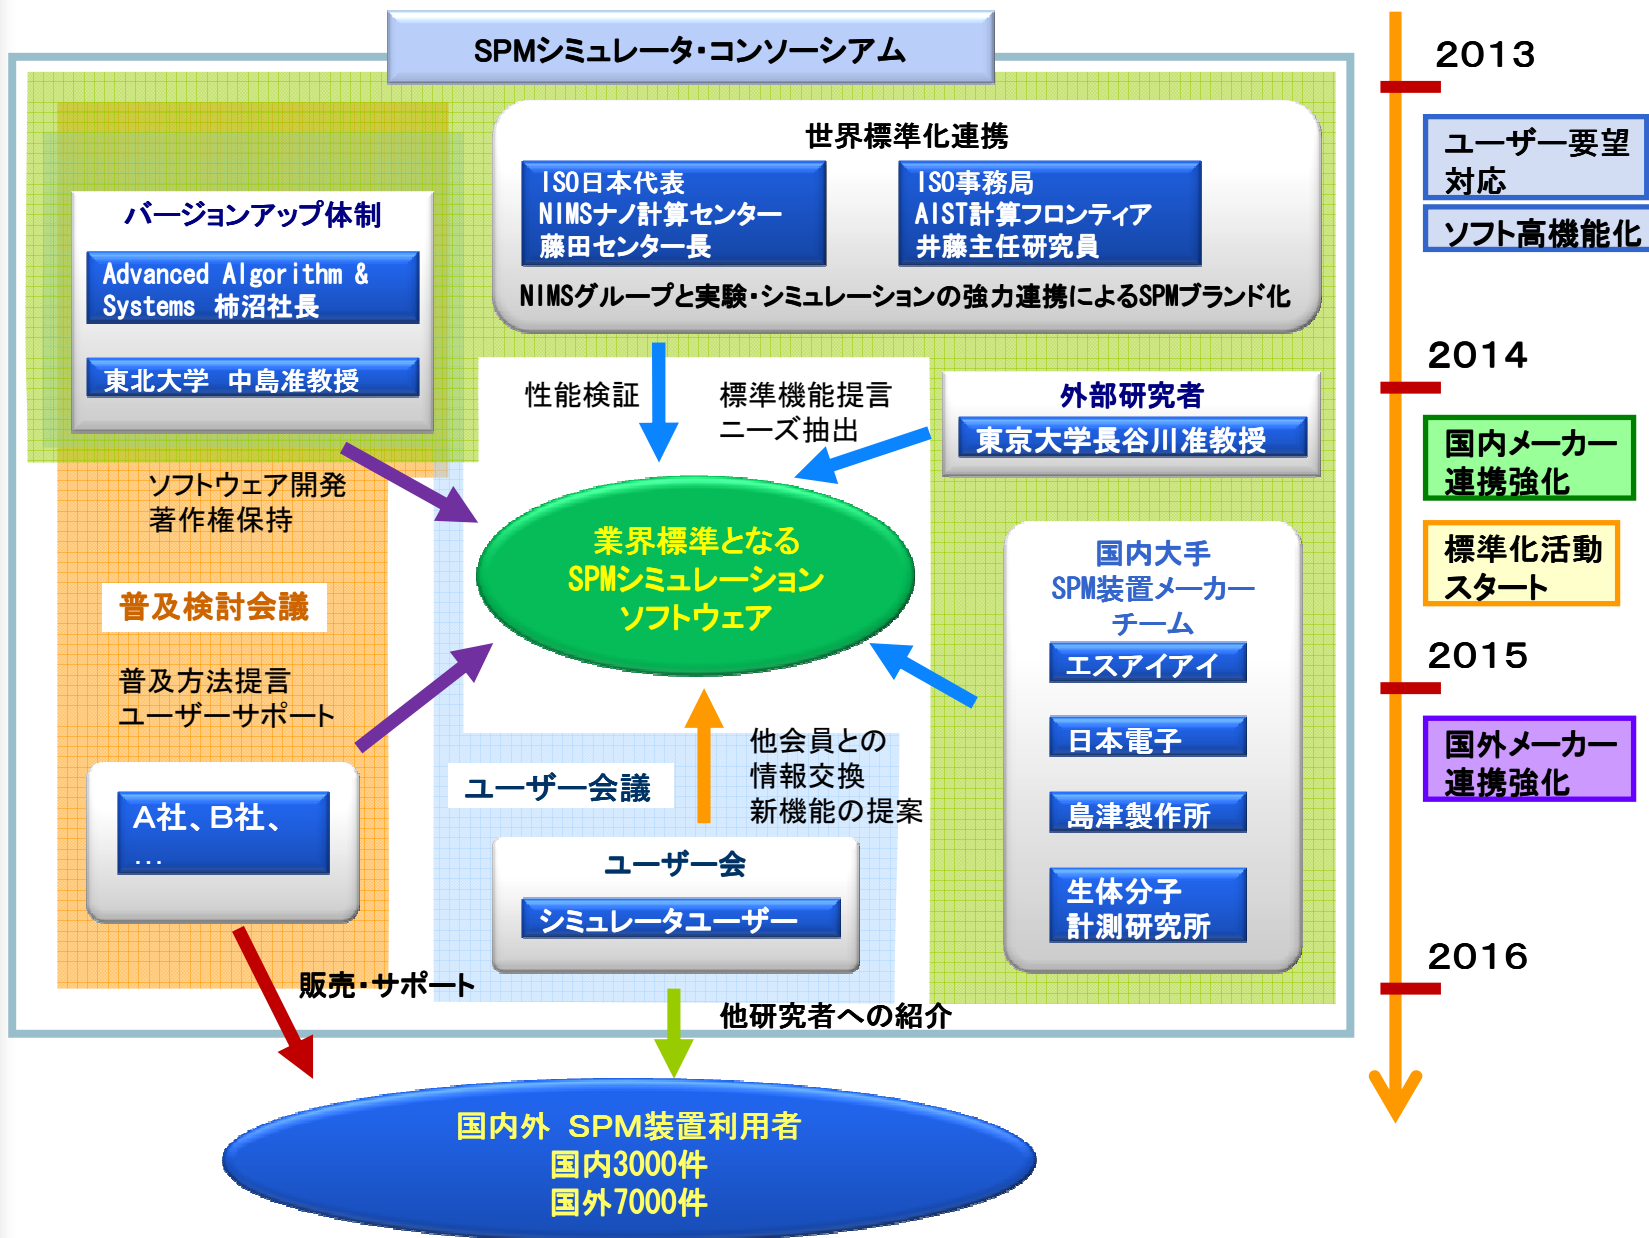 SPMシミュレータ・コンソーシアム
世界標準化連携
ISO日本代表
NIMSナノ計算センター
藤田センター長
ISO事務局
AIST計算フロンティア
井藤主任研究員
NIMSグループと実験・シミュレーションの強力連携によるSPMブランド化
バージョンアップ体制
Advanced Algorithm &
Systems 柿沼社長
東北大学 中島准教授
性能検証
標準機能提言
ニーズ抽出
外部研究者
東京大学長谷川准教授
ソフトウェア開発
著作権保持
業界標準となる
SPMシミュレーション
ソフトウェア
普及検討会議
普及方法提言
ユーザーサポート
A社、B社、
...
国内大手
SPM装置メーカー
チーム
エスアイアイ
日本電子
島津製作所
生体分子
計測研究所
他会員との
情報交換
新機能の提案
ユーザー会議
ユーザー会
シミュレータユーザー
販売・サポート
他研究者への紹介
国内外 SPM装置利用者
国内3000件
国外7000件
2013
ユーザー要望
対応
ソフト高機能化
2014
国内メーカー
連携強化
標準化活動
スタート
2015
国外メーカー
連携強化
2016